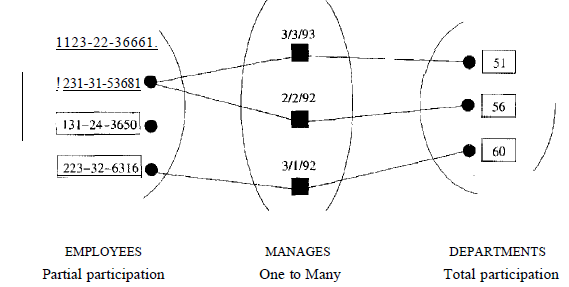 1123-22-36661.
!231-31-53681
131-24-3650
223-32-6316
3/3/93
2/2/92
3/1/92
51
56
60
EMPLOYEES
MANAGES
DEPARTMENTS
Partial participation
One to Many
Total participation